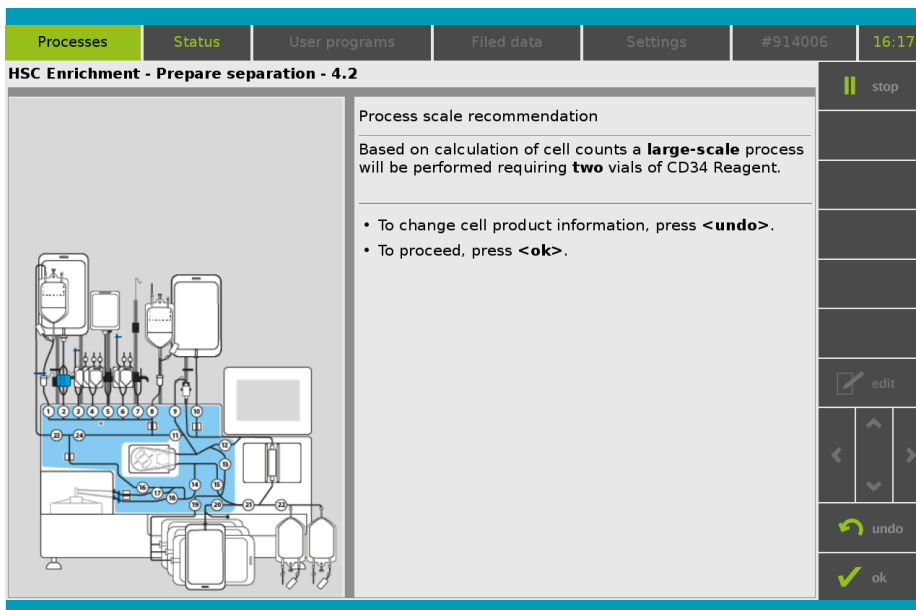 Processes
Status
User programs
Filed data
Settings
#914006
16:17
HSC Enrichment - Prepare separation - 4.2
stop
Process scale recommendation
Based on calculation of cell counts a large-scale process
will be performed requiring two vials of CD34 Reagent.
• To change cell product information, press <undo>.
• To proceed, press <ok>.
1 2 3 4 5 6 7 8 9 10
23 24 11
12
13
16 17 18 14 15
19 20 21 22
edit
undo
ok